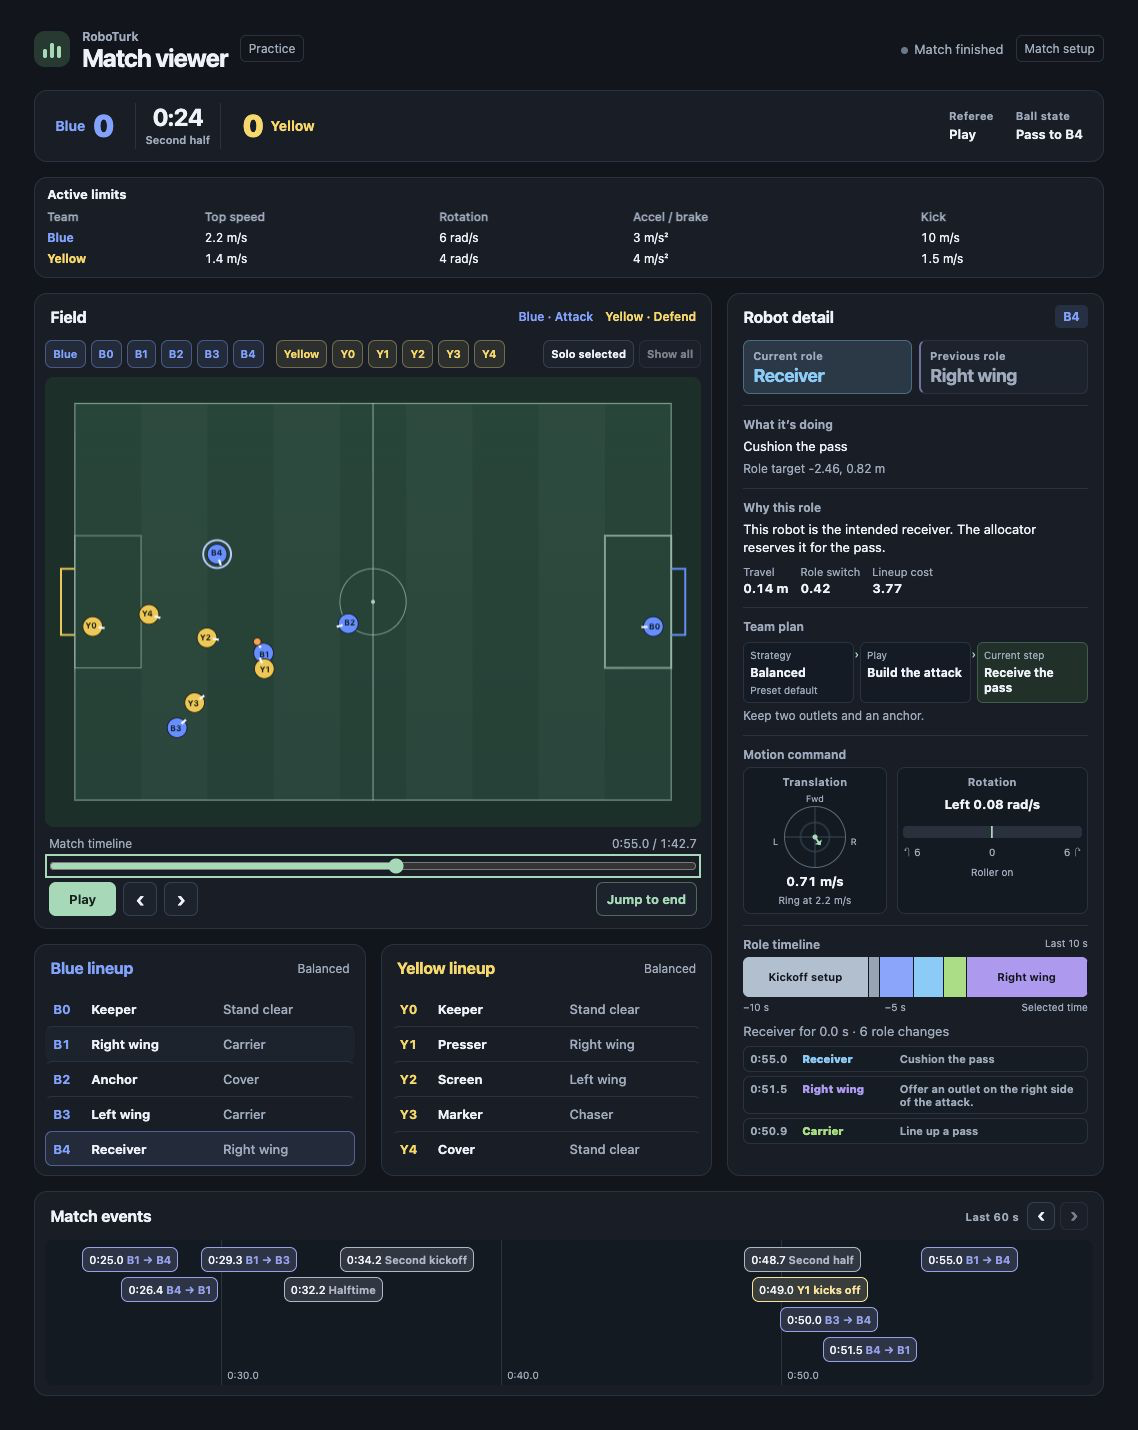 RoboTurk
Match viewer
Practice
Match finished
Match setup
Blue 0
0:24
Second half
0 Yellow
Referee
Play
Ball state
Pass to B4
Active limits
Team Top speed Rotation Accel / brake Kick
Blue 2.2 m/s 6 rad/s 3 m/s² 10 m/s
Yellow 1.4 m/s 4 rad/s 4 m/s² 1.5 m/s
Field
Blue · Attack Yellow · Defend
Blue B0 B1 B2 B3 B4 Yellow Y0 Y1 Y2 Y3 Y4 Solo selected Show all
B4
Y4
Y0
Y2
B2
B0
B1
Y1
Y3
B3
Match timeline 0:55.0 / 1:42.7
Play ‹ › Jump to end
Blue lineup Balanced
B0 Keeper Stand clear
B1 Right wing Carrier
B2 Anchor Cover
B3 Left wing Carrier
B4 Receiver Right wing
Yellow lineup Balanced
Y0 Keeper Stand clear
Y1 Presser Right wing
Y2 Screen Left wing
Y3 Marker Chaser
Y4 Cover Stand clear
Robot detail B4
Current role
Receiver
Previous role
Right wing
What it’s doing
Cushion the pass
Role target -2.46, 0.82 m
Why this role
This robot is the intended receiver. The allocator
reserves it for the pass.
Travel Role switch Lineup cost
0.14 m 0.42 3.77
Team plan
Strategy
Balanced
Preset default
›
Play
Build the attack
›
Current step
Receive the
pass
Keep two outlets and an anchor.
Motion command
Translation
Fwd
L R
0.71 m/s
Ring at 2.2 m/s
Rotation
Left 0.08 rad/s
↰ 6 0 6 ↱
Roller on
Role timeline Last 10 s
Kickoff setup Right wing
−10 s −5 s Selected time
Receiver for 0.0 s · 6 role changes
0:55.0 Receiver Cushion the pass
0:51.5 Right wing Offer an outlet on the right side
of the attack.
0:50.9 Carrier Line up a pass
Match events Last 60 s ‹ ›
0:25.0 B1 → B4 0:29.3 B1 → B3 0:34.2 Second kickoff 0:48.7 Second half 0:55.0 B1 → B4
0:26.4 B4 → B1 0:32.2 Halftime 0:49.0 Y1 kicks off
0:50.0 B3 → B4
0:51.5 B4 → B1
0:30.0 0:40.0 0:50.0